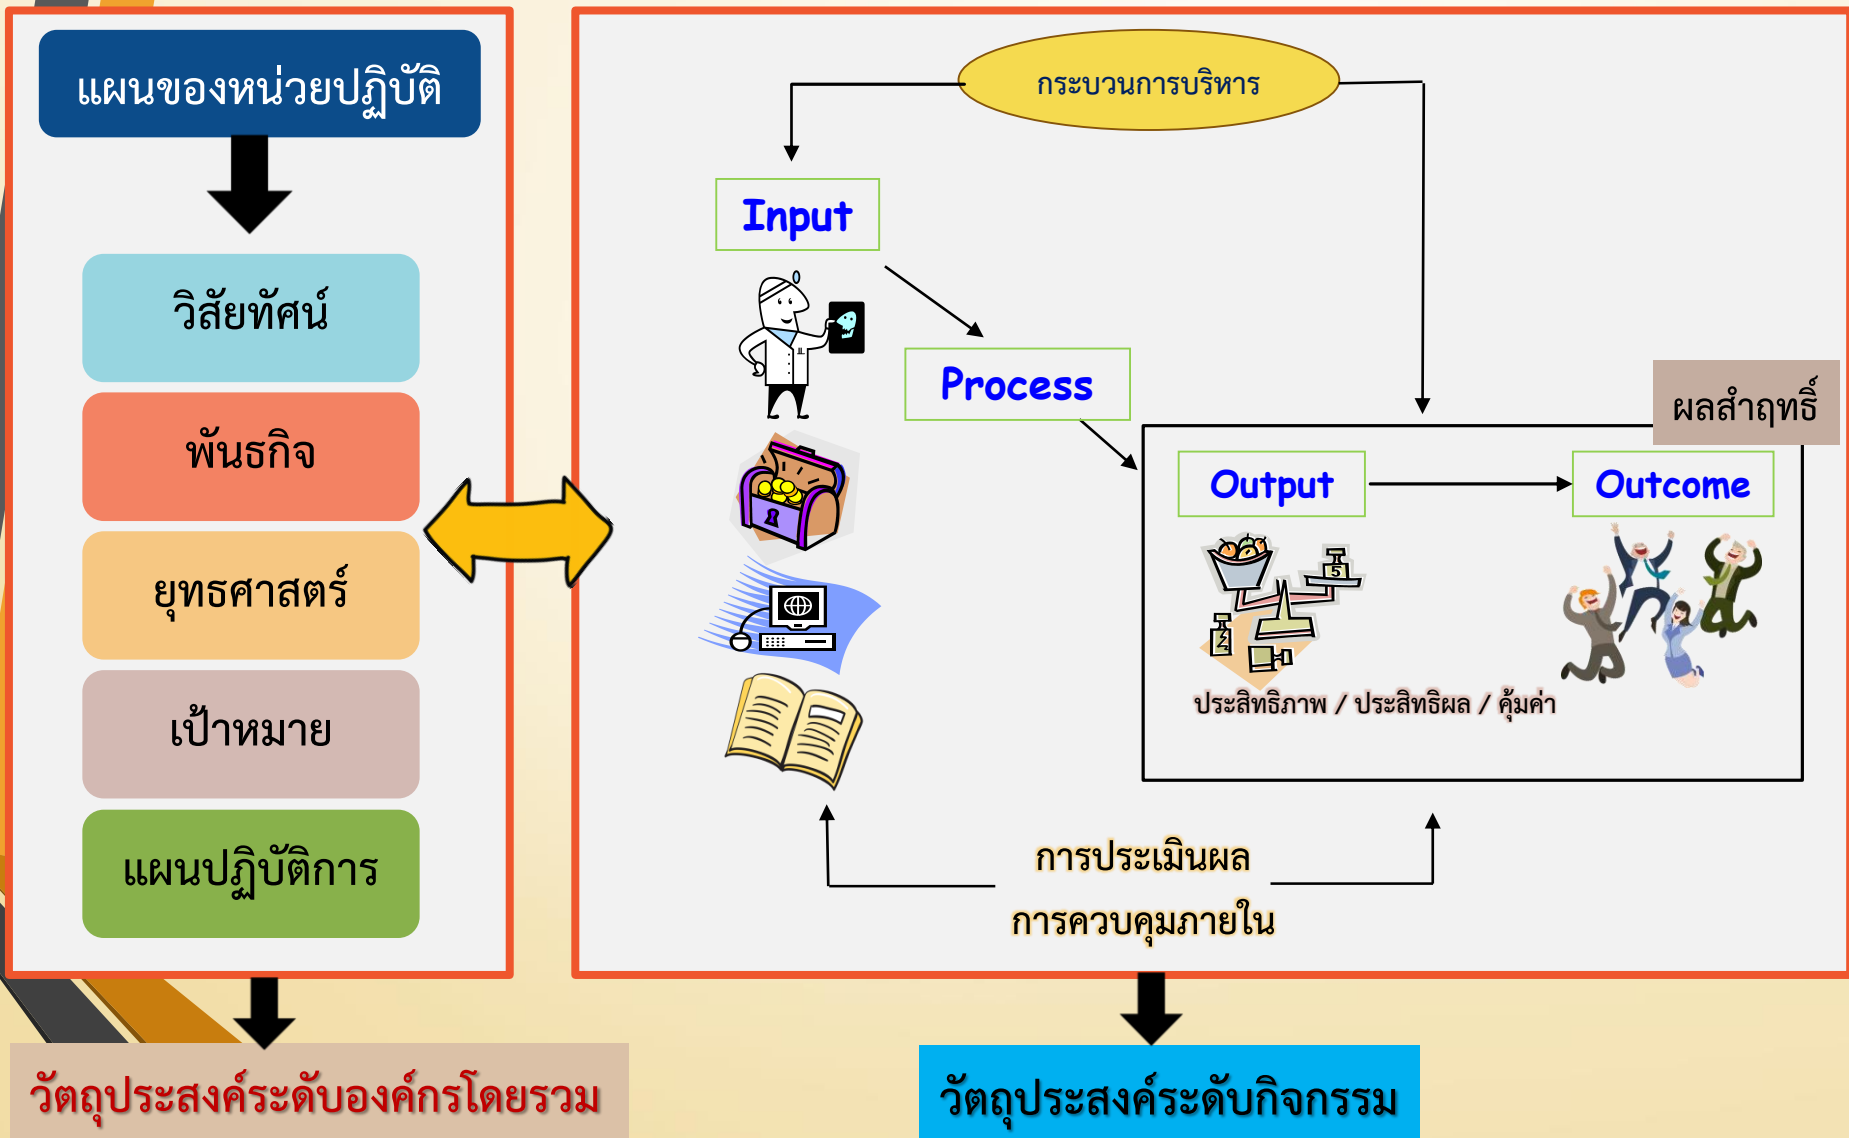 แผนของหน่วยปฏิบัติ
วิสัยทัศน์
พันธกิจ
ยุทธศาสตร์
เป้าหมาย
แผนปฏิบัติการ
วัตถุประสงค์ระดับองค์กรโดยรวม
กระบวนการบริหาร
Input
Process
ผลสำฤทธิ์
Output
Outcome
5
ประสิทธิภาพ / ประสิทธิผล / คุ้มค่า
การประเมินผล
การควบคุมภายใน
วัตถุประสงค์ระดับกิจกรรม